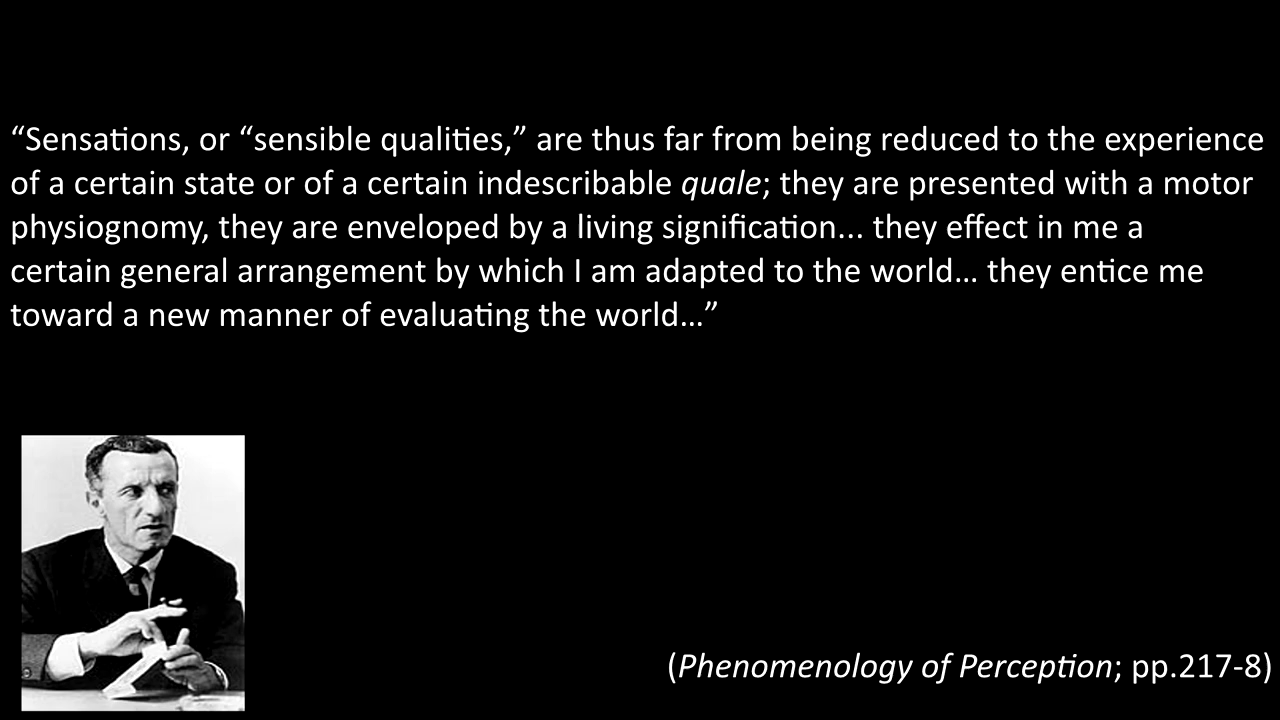 “Sensations, or “sensible qualities,” are thus far from being reduced to the experience
of a certain state or of a certain indescribable quale; they are presented with a motor
physiognomy, they are enveloped by a living signification... they effect in me a
certain general arrangement by which I am adapted to the world… they entice me
toward a new manner of evaluating the world…”
(Phenomenology of Perception; pp.217-8)